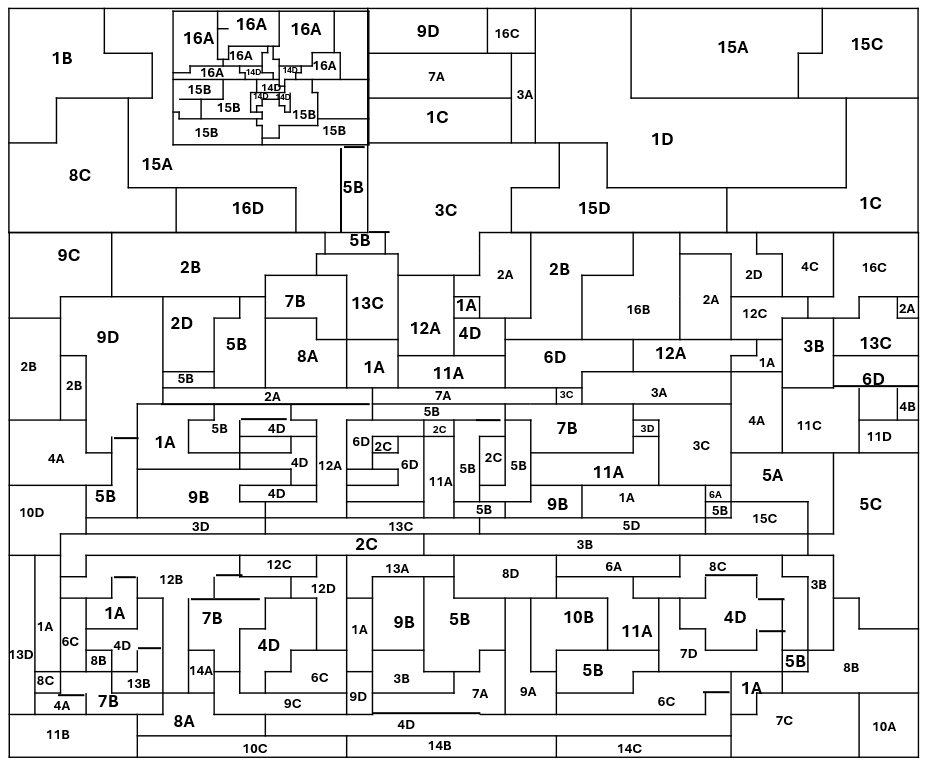 16A 16A
9D 16C
16A
15A 15C
1B
16A
16A 14D 14D 16A
7A
15B 14D
14D 14D
3A
15B 15B
1C
15B 15B
1D
8C 15A
5B
16D 3C 15D 1C
5B
9C 2B 2A 2B 2D 4C 16C
7B 13C 1A 16B 2A 12C 2A
9D 2D 5B 12A 4D 3B 13C
2B 8A 1A 6D 12A 1A
2B 5B 11A 6D
2A 7A 3C 3A
5B 4B
1A 5B 4D 6D 2C 7B 3D 4A 11C 11D
4A 4D 12A 2C 6D 11A 5B 2C 5B 11A 3C 5A
10D 5B 9B 4D 5B 9B 1A 6A 5B 15C 5C
3D 13C 5D
2C 3B
12B 12C 13A 8D 6A 8C 3B
1A 12D
13D 1A 6C 4D 7B 4D 1A 9B 5B 10B 11A 4D
8B 14A 5B 7D 5B 8B
8C 13B 6C 3B
4A 7B 9C 9D 7A 9A 6C 1A
8A 4D 7C 10A
11B
10C 14B 14C